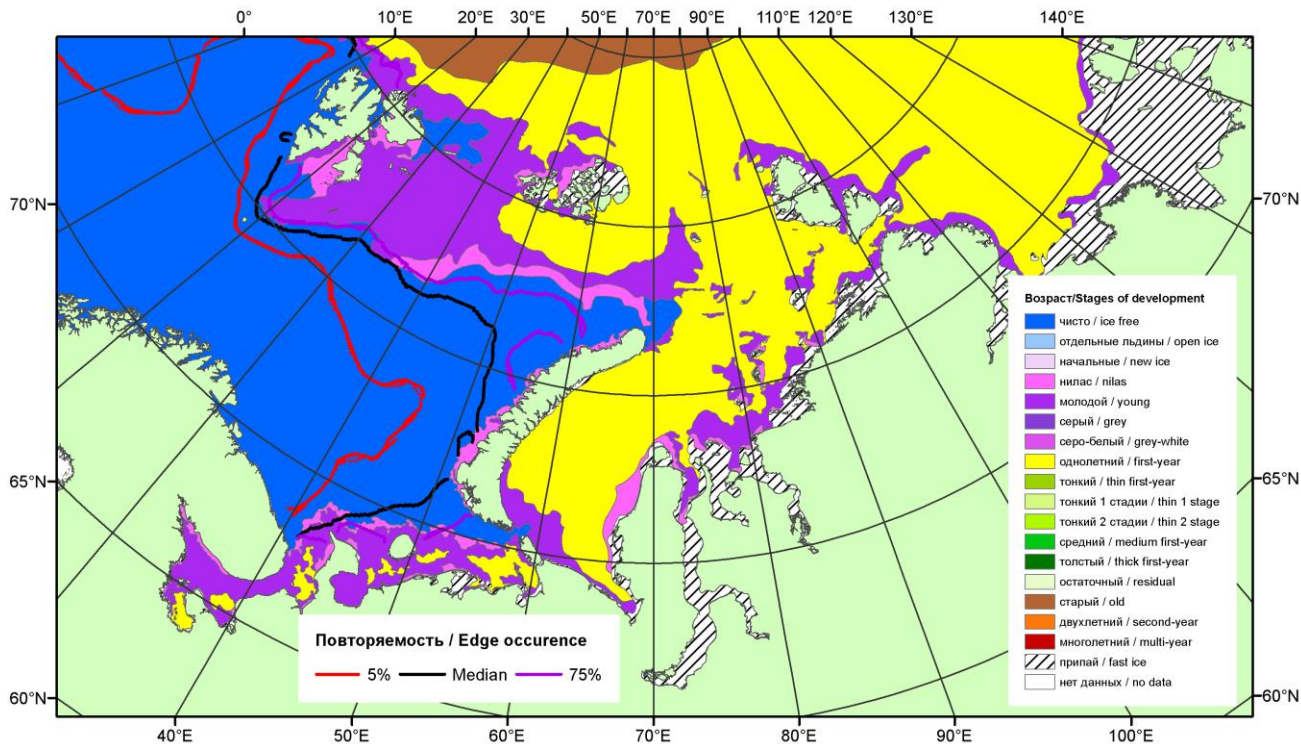 0° 10°E 20°E 30°E 50°E 70°E 90°E 110°E 120°E 130°E 140°E
70°N 70°N
Возраст/Stages of development
чисто / ice free
отдельные льдины / open ice
начальные / new ice
нилас / nilas
молодой / young
серый / grey
серо-белый / grey-white
однолетний / first-year
тонкий / thin first-year
тонкий 1 стадии / thin 1 stage
тонкий 2 стадии / thin 2 stage
средний / medium first-year
толстый / thick first-year
остаточный / residual
старый / old
двухлетний / second-year
многолетний / multi-year
припай / fast ice
нет данных / no data
65°N 65°N
Повторяемость / Edge occurence
5% Median 75%
60°N 60°N
40°E 50°E 60°E 70°E 80°E 90°E 100°E